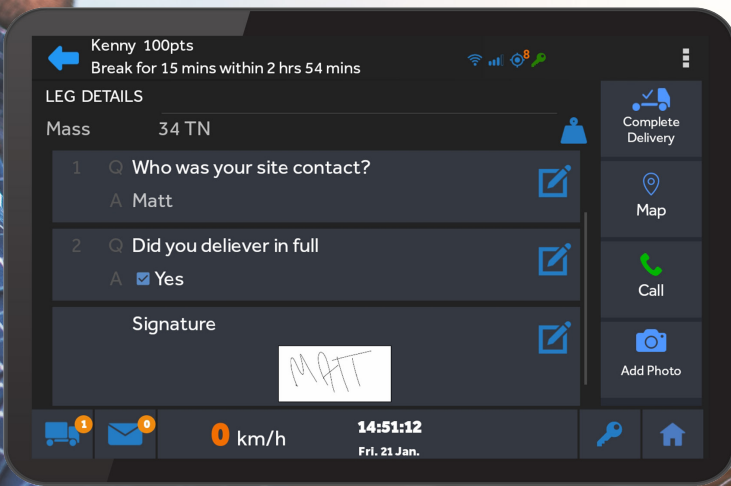 Kenny 100pts
Break for 15 mins within 2 hrs 54 mins
8
LEG DETAILS
Mass 34 TN
Complete
Delivery
1 Q Who was your site contact?
A Matt
Map
2 Q Did you deliever in full
A Yes
Call
Signature
MATT
Add Photo
1
0
0 km/h
14:51:12
Fri. 21 Jan.